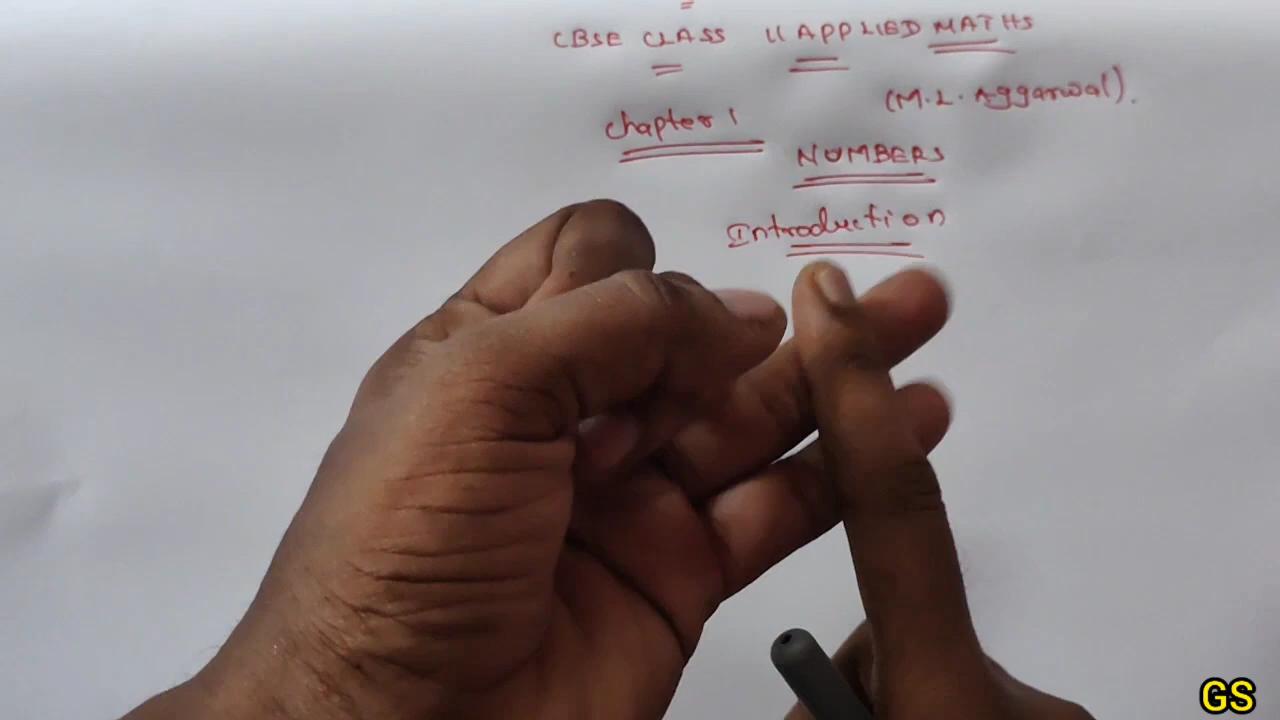 CBSE CLASS 11 APPLIED MATHS
(M.L. Aggarwal).
Chapter 1
NUMBERS
Introduction
GS